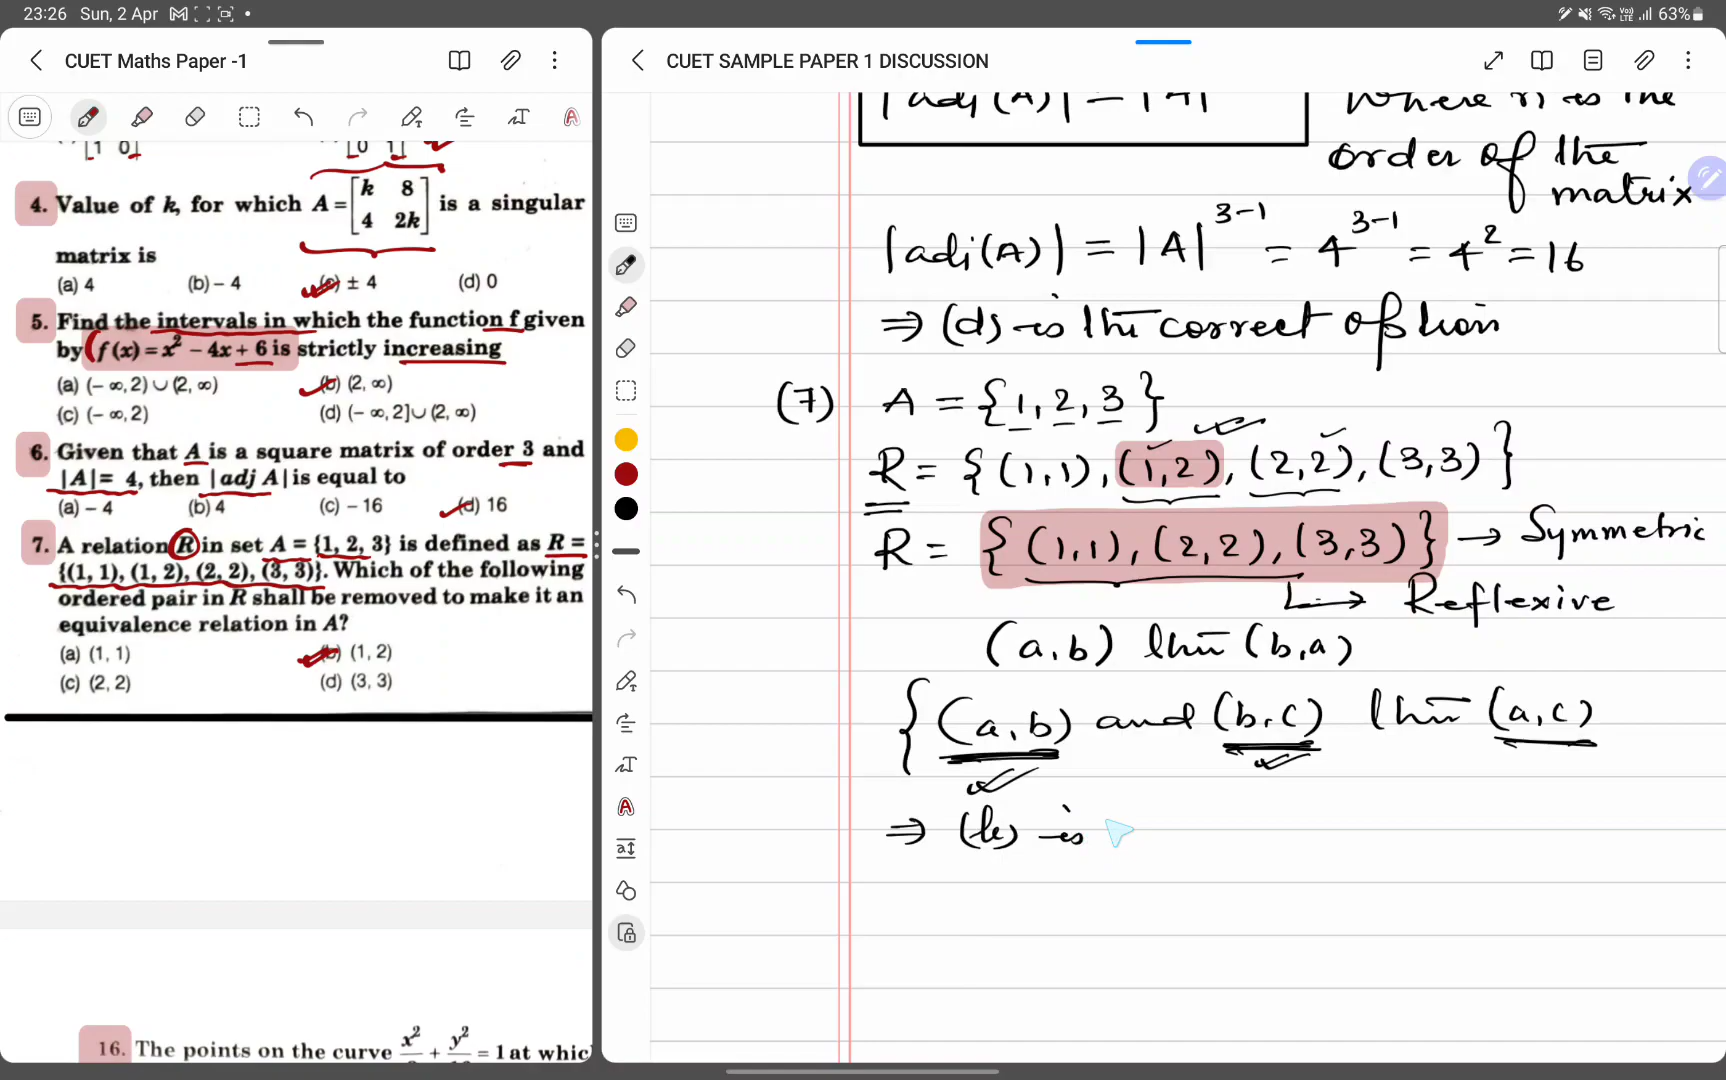 23:26 Sun, 2 Apr
63%
CUET Maths Paper -1
[1 0] [0 1]
4. Value of k, for which A = [k 8
4 2k] is a singular
matrix is
(a) 4 (b) – 4 (c) ± 4 (d) 0
5. Find the intervals in which the function f given
by f(x) = x² – 4x + 6 is strictly increasing
(a) (– ∞, 2) ∪ (2, ∞) (b) (2, ∞)
(c) (– ∞, 2) (d) (– ∞, 2] ∪ (2, ∞)
6. Given that A is a square matrix of order 3 and
|A| = 4, then |adj A| is equal to
(a) – 4 (b) 4 (c) – 16 (d) 16
7. A relation R in set A = {1, 2, 3} is defined as R =
{(1, 1), (1, 2), (2, 2), (3, 3)}. Which of the following
ordered pair in R shall be removed to make it an
equivalence relation in A?
(a) (1, 1) (b) (1, 2)
(c) (2, 2) (d) (3, 3)
16. The points on the curve x² + y² = 1 at whic
CUET SAMPLE PAPER 1 DISCUSSION
|adj(A)| = |A| where n is the
order of the
matrix
|adj(A)| = |A|³⁻¹ = 4³⁻¹ = 4² = 16
⇒ (d) is the correct option
(7) A = {1, 2, 3}
R = {(1,1), (1,2), (2,2), (3,3)}
R = {(1,1), (2,2), (3,3)} → Symmetric
→ Reflexive
(a,b) then (b,a)
{(a,b) and (b,c) then (a,c)
⇒ (b) is